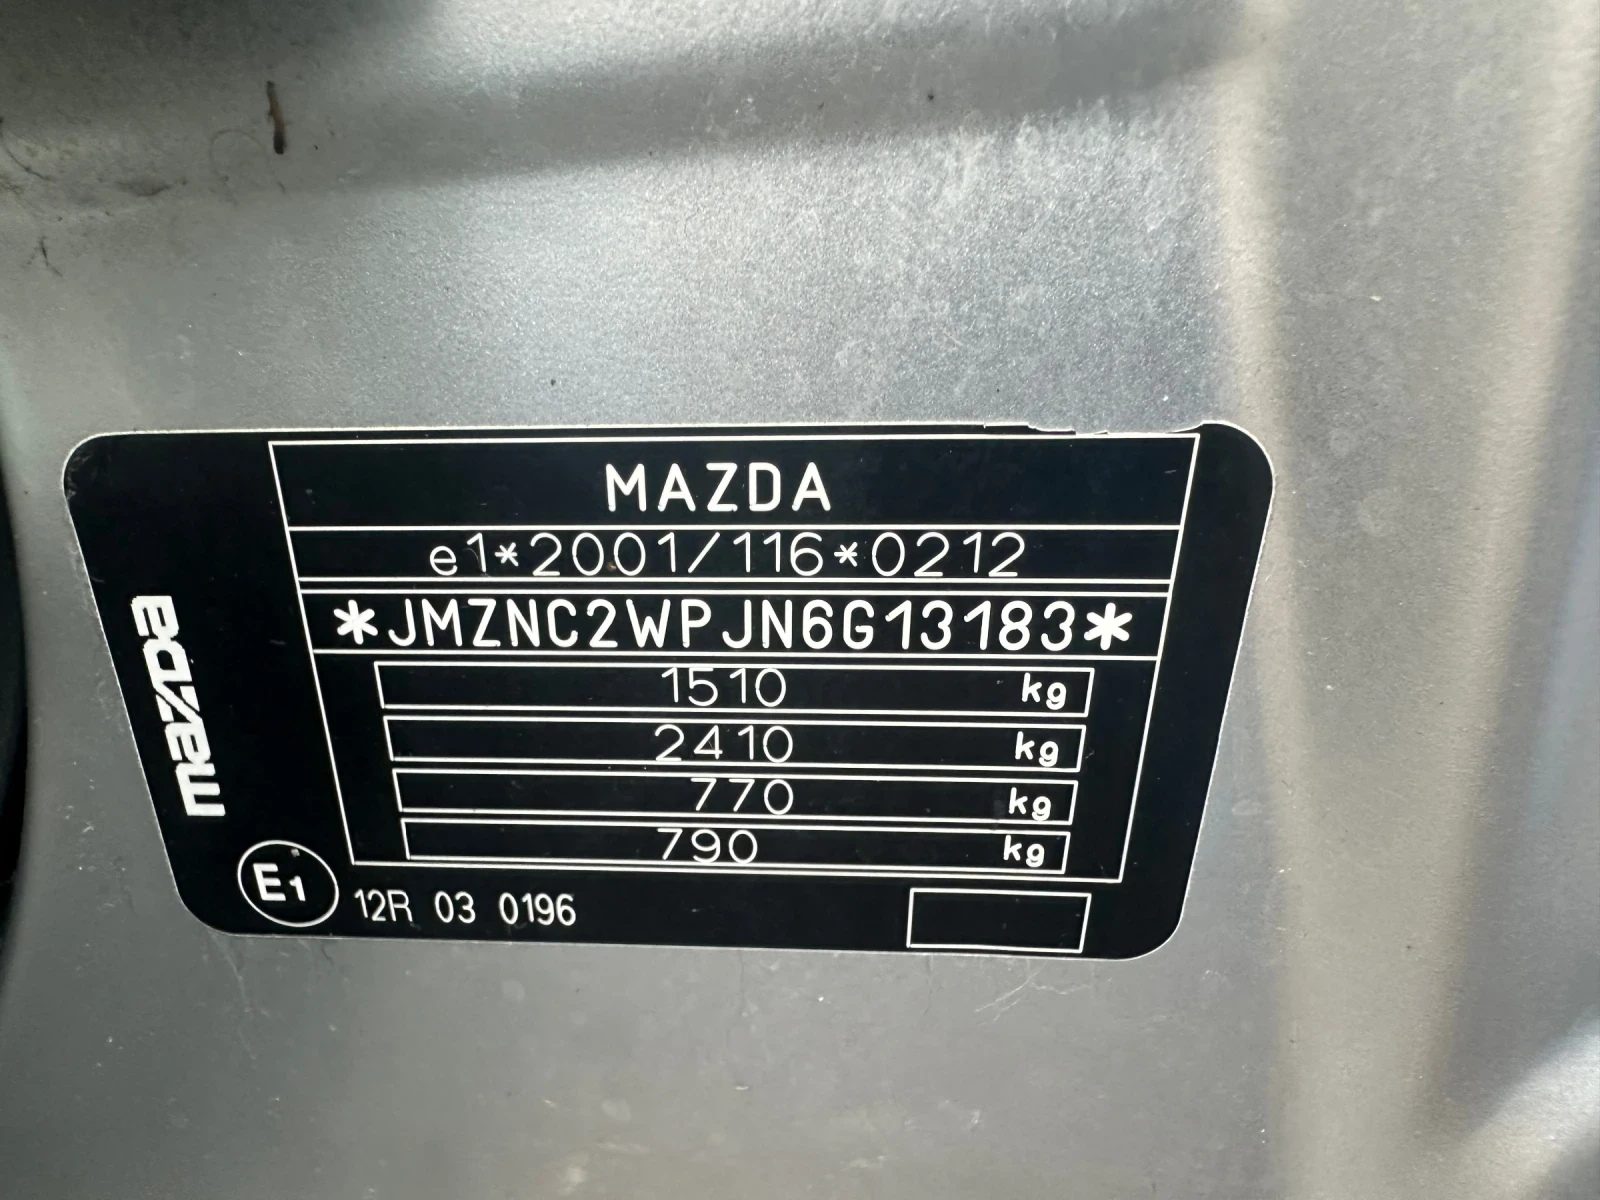 MAZDA
e1*2001/116*0212
*JMZNC2WPJN6G13183*
1510 kg
2410 kg
770 kg
790 kg
mazda
E1 12R 03 0196